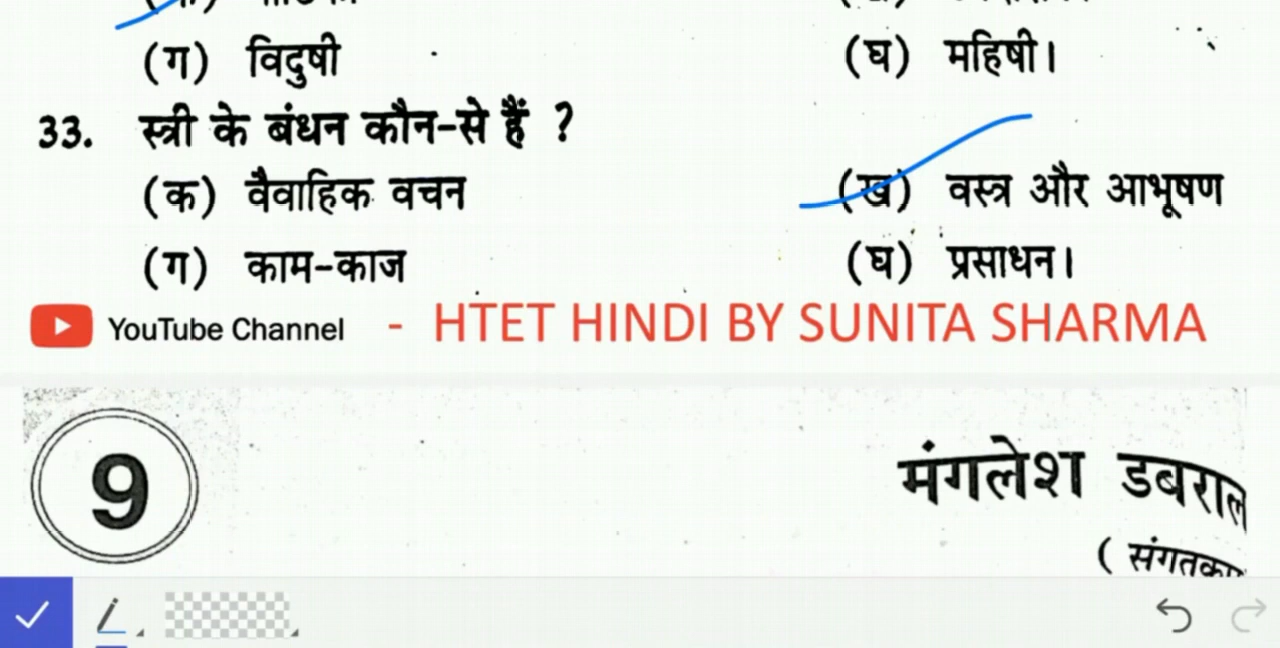 (ग) विदुषी (घ) महिषी।
33. स्त्री के बंधन कौन-से हैं ?
(क) वैवाहिक वचन (ख) वस्त्र और आभूषण
(ग) काम-काज (घ) प्रसाधन।
YouTube Channel - HTET HINDI BY SUNITA SHARMA
9
मंगलेश डबराल